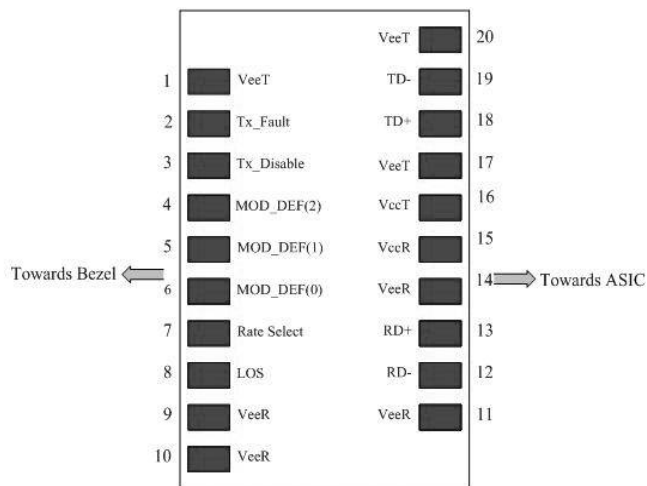 VeeT 20
1 VeeT TD- 19
2 Tx_Fault TD+ 18
3 Tx_Disable VeeT 17
4 MOD_DEF(2) VccT 16
5 MOD_DEF(1) VccR 15
Towards Bezel 6 MOD_DEF(0) VeeR 14 Towards ASIC
7 Rate Select RD+ 13
8 LOS RD- 12
9 VeeR VeeR 11
10 VeeR